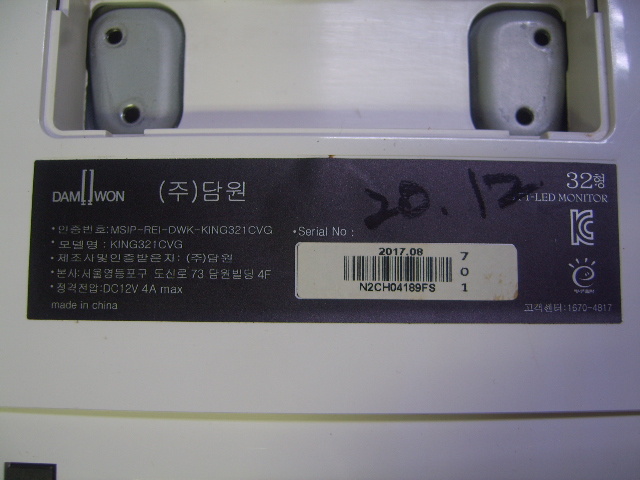 DAMWON
(주)담원
20.12
32형
LED MONITOR
• 인증번호: MSIP-REI-DWK-KING321CVG
• 모델명 : KING321CVG
• 제조사및인증받은자: (주)담원
• 본사:서울영등포구 도신로 73 담원빌딩 4F
• 정격전압:DC12V 4A max
made in china
• Serial No :
2017.08
N2CH04189FS
7
0
1
고객센터:1670-4817